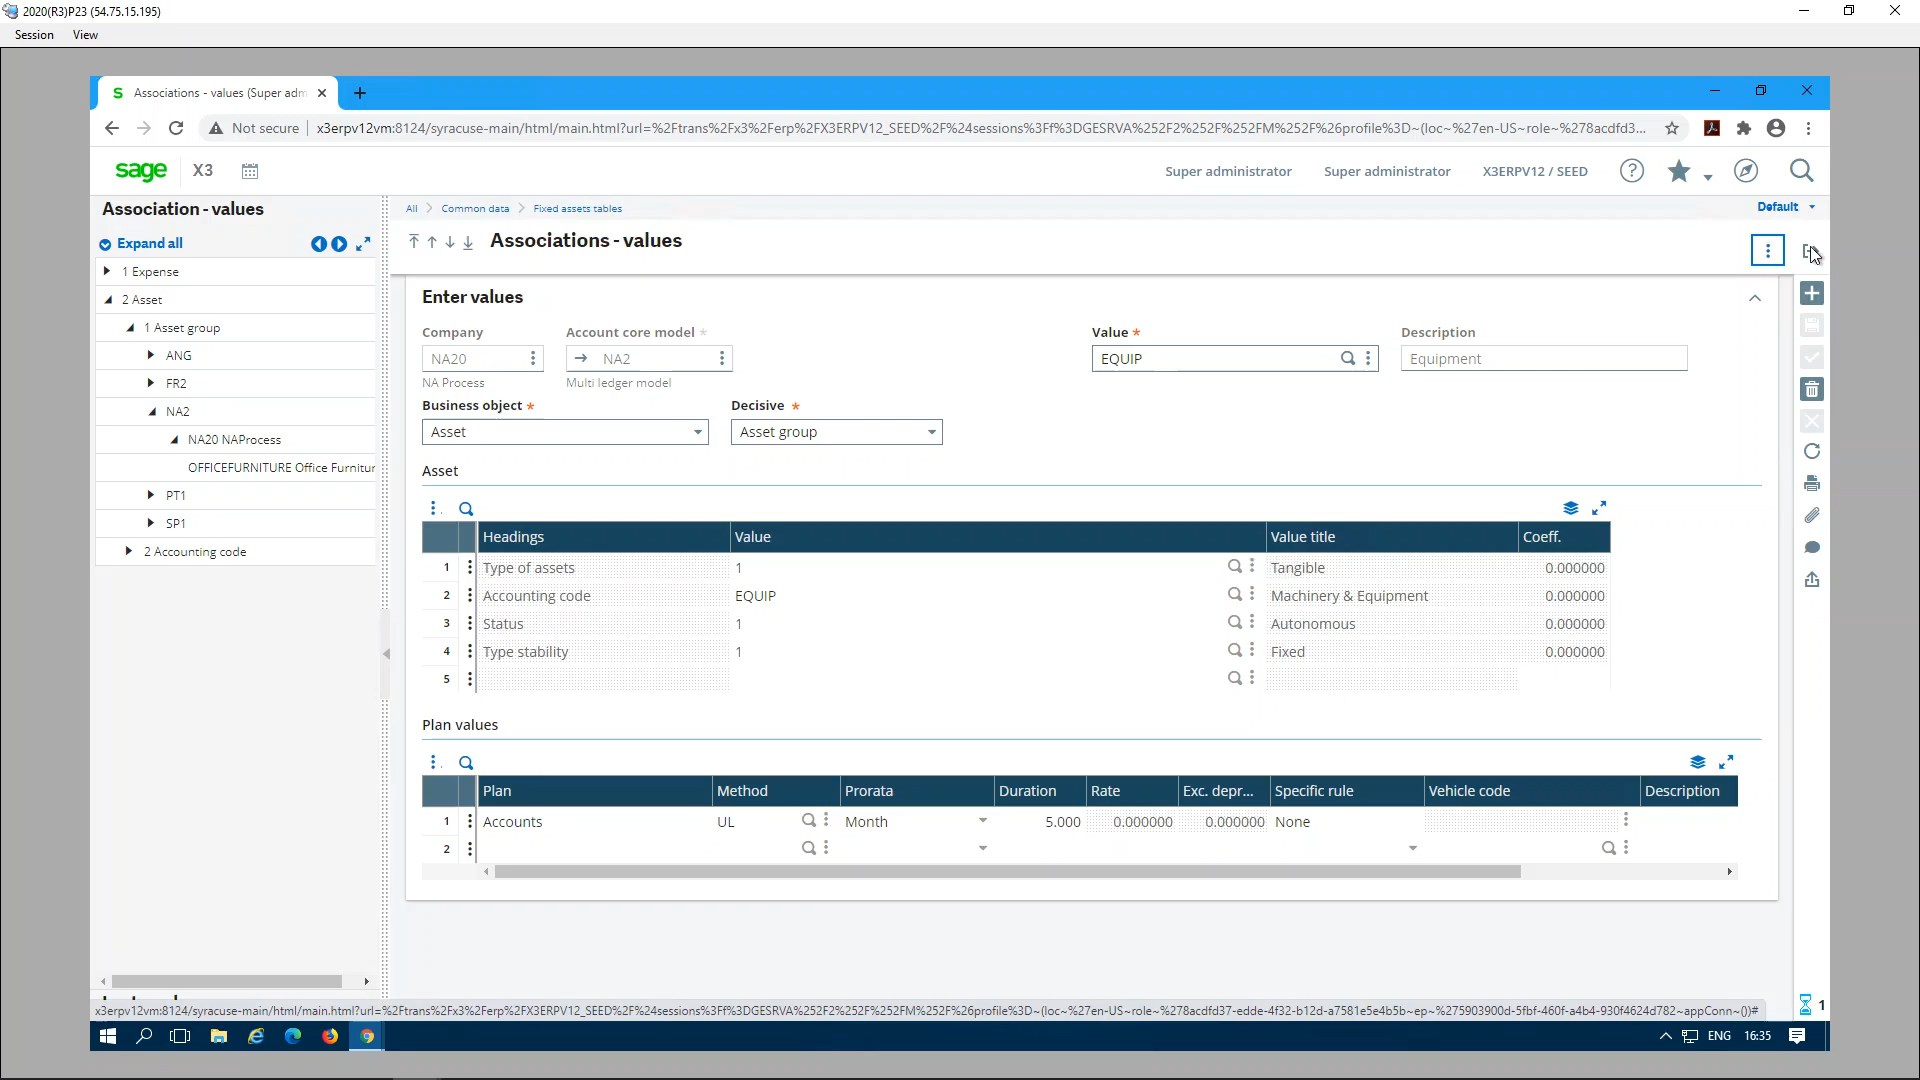 2020(R3)P23 (54.75.15.195)
Session View
Associations - values (Super adm
Not secure x3erpv12vm:8124/syracuse-main/html/main.html?url=%2Ftrans%2Fx3%2Ferp%2FX3ERPV12_SEED%2F%24sessions%3Ff%3DGESRVA%252F2%252F%252FM%252F%26profile%3D~(loc~%27en-US~role~%278acdfd3...
sage X3
Super administrator Super administrator X3ERPV12 / SEED
Association - values
All Common data Fixed assets tables
Default
Associations - values
Expand all
1 Expense
2 Asset
1 Asset group
ANG
FR2
NA2
NA20 NAProcess
OFFICEFURNITURE Office Furnitur
PT1
SP1
2 Accounting code
Enter values
Company Account core model * Value * Description
NA20 NA2 EQUIP Equipment
NA Process Multi ledger model
Business object * Decisive *
Asset Asset group
Asset
Headings Value Value title Coeff.
1 Type of assets 1 Tangible 0.000000
2 Accounting code EQUIP Machinery & Equipment 0.000000
3 Status 1 Autonomous 0.000000
4 Type stability 1 Fixed 0.000000
5
Plan values
Plan Method Prorata Duration Rate Exc. depr... Specific rule Vehicle code Description
1 Accounts UL Month 5.000 0.000000 0.000000 None
2
x3erpv12vm:8124/syracuse-main/html/main.html?url=%2Ftrans%2Fx3%2Ferp%2FX3ERPV12_SEED%2F%24sessions%3Ff%3DGESRVA%252F2%252F%252FM%252F%26profile%3D~(loc~%27en-US~role~%278acdfd37-edde-4f32-b12d-a7581e5e4b5b~ep~%275903900d-5fbf-460f-a4b4-930f4624d782~appConn~())#
1
ENG 16:35